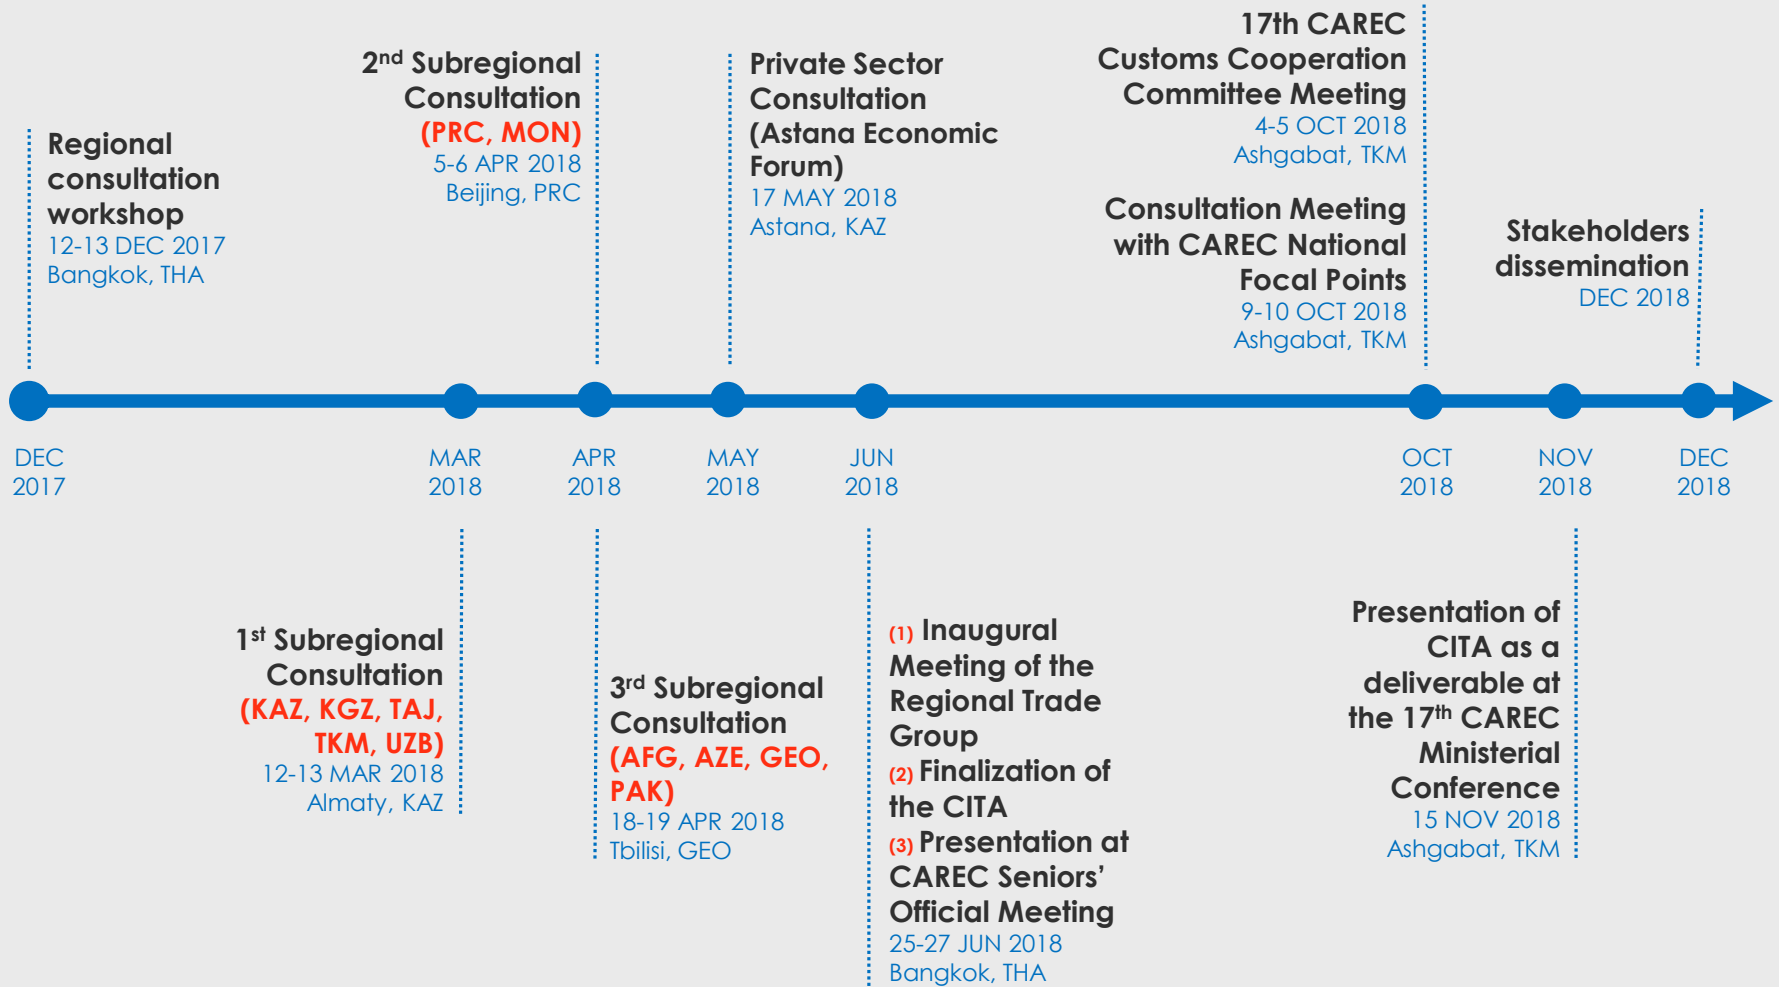 Regional
consultation
workshop
12-13 DEC 2017
Bangkok, THA
2nd Subregional
Consultation
(PRC, MON)
5-6 APR 2018
Beijing, PRC
Private Sector
Consultation
(Astana Economic
Forum)
17 MAY 2018
Astana, KAZ
17th CAREC
Customs Cooperation
Committee Meeting
4-5 OCT 2018
Ashgabat, TKM
Consultation Meeting
with CAREC National
Focal Points
9-10 OCT 2018
Ashgabat, TKM
Stakeholders
dissemination
DEC 2018
DEC
2017
MAR
2018
APR
2018
MAY
2018
JUN
2018
OCT
2018
NOV
2018
DEC
2018
1st Subregional
Consultation
(KAZ, KGZ, TAJ,
TKM, UZB)
12-13 MAR 2018
Almaty, KAZ
3rd Subregional
Consultation
(AFG, AZE, GEO,
PAK)
18-19 APR 2018
Tbilisi, GEO
(1) Inaugural
Meeting of the
Regional Trade
Group
(2) Finalization of
the CITA
(3) Presentation at
CAREC Seniors’
Official Meeting
25-27 JUN 2018
Bangkok, THA
Presentation of
CITA as a
deliverable at
the 17th CAREC
Ministerial
Conference
15 NOV 2018
Ashgabat, TKM